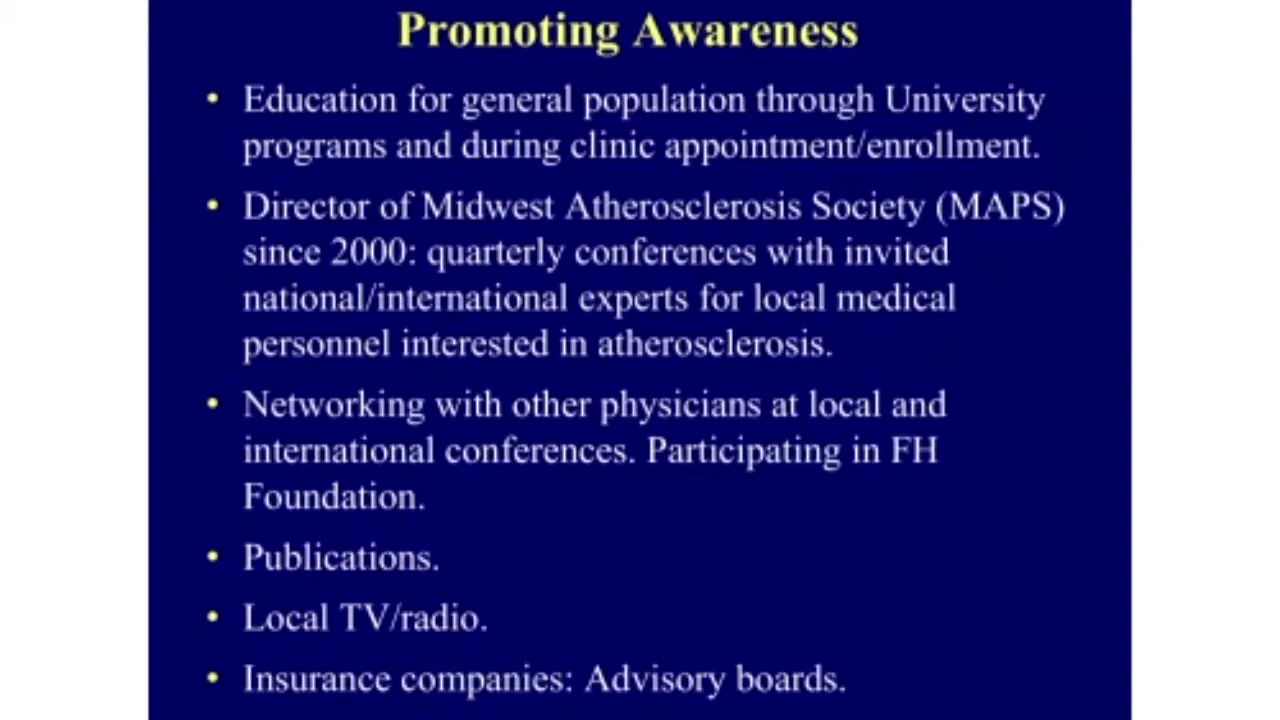 Promoting Awareness
• Education for general population through University
programs and during clinic appointment/enrollment.
• Director of Midwest Atherosclerosis Society (MAPS)
since 2000: quarterly conferences with invited
national/international experts for local medical
personnel interested in atherosclerosis.
• Networking with other physicians at local and
international conferences. Participating in FH
Foundation.
• Publications.
• Local TV/radio.
• Insurance companies: Advisory boards.